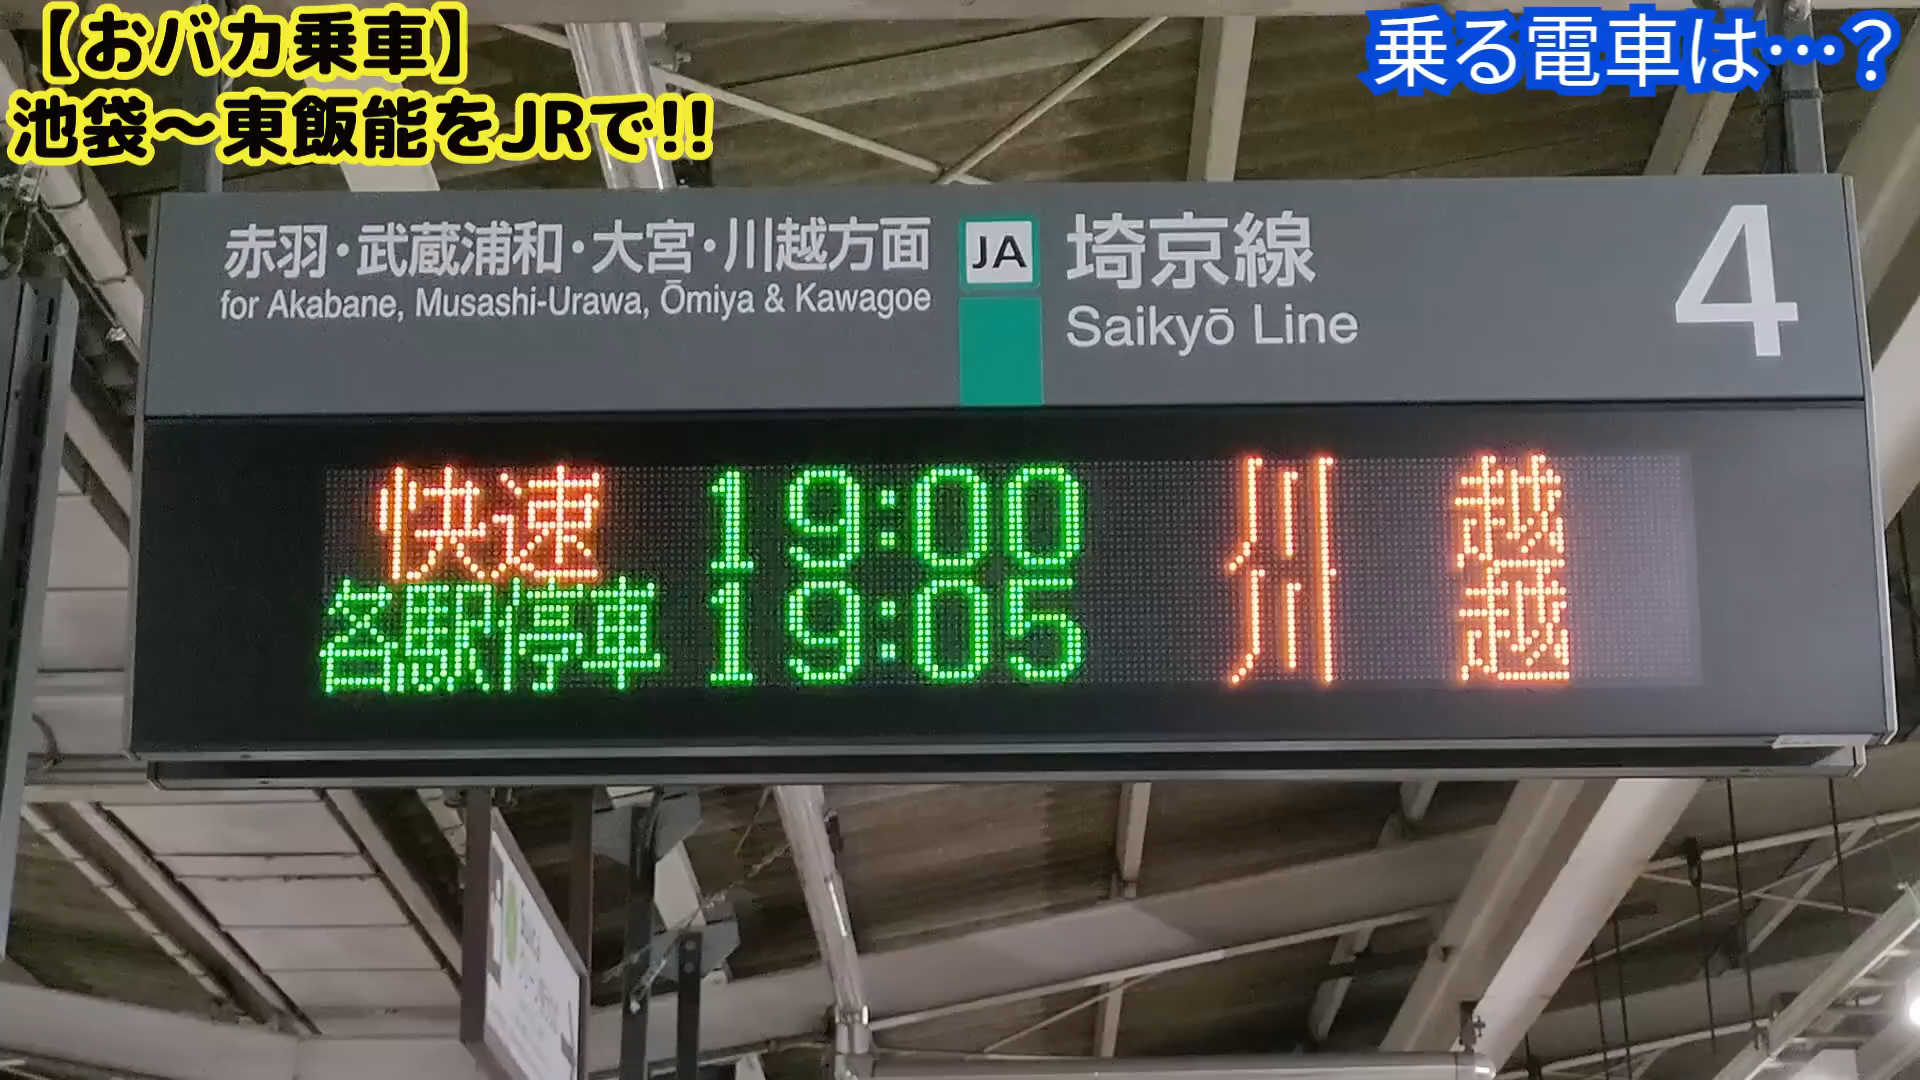 【おバカ乗車】
池袋～東飯能をJRで!!
乗る電車は…？
赤羽・武蔵浦和・大宮・川越方面
for Akabane, Musashi-Urawa, Ōmiya & Kawagoe
JA
埼京線
Saikyō Line
4
快速 19:00 川越
各駅停車 19:05 川越
Suica